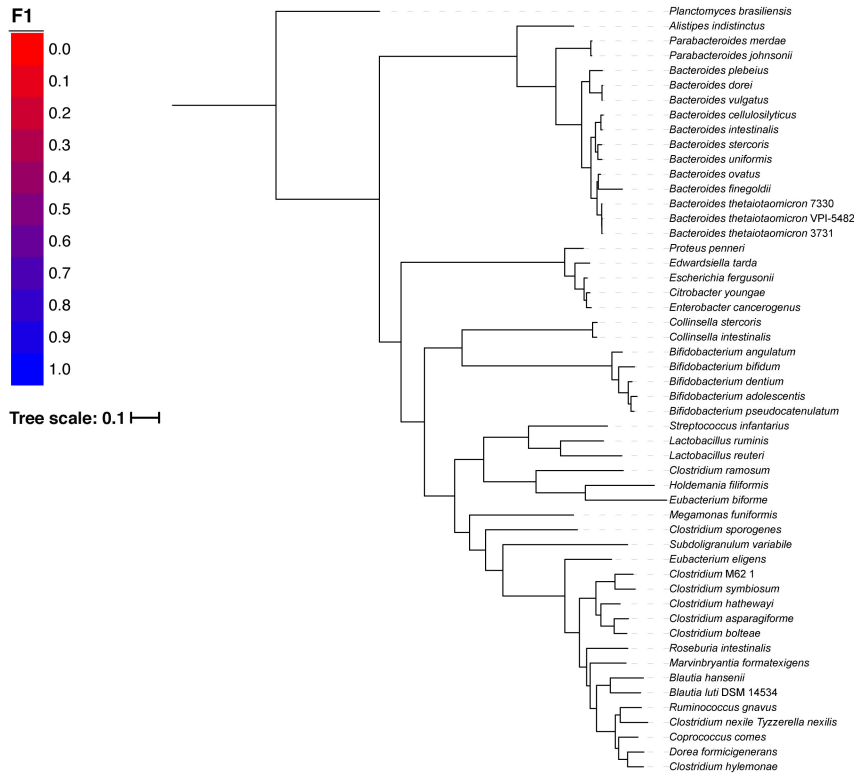 F1
0.0
0.1
0.2
0.3
0.4
0.5
0.6
0.7
0.8
0.9
1.0
Tree scale: 0.1
Planctomyces brasiliensis
Alistipes indistinctus
Parabacteroides merdae
Parabacteroides johnsonii
Bacteroides plebeius
Bacteroides dorei
Bacteroides vulgatus
Bacteroides cellulosilyticus
Bacteroides intestinalis
Bacteroides stercoris
Bacteroides uniformis
Bacteroides ovatus
Bacteroides finegoldii
Bacteroides thetaiotaomicron 7330
Bacteroides thetaiotaomicron VPI-5482
Bacteroides thetaiotaomicron 3731
Proteus penneri
Edwardsiella tarda
Escherichia fergusonii
Citrobacter youngae
Enterobacter cancerogenus
Collinsella stercoris
Collinsella intestinalis
Bifidobacterium angulatum
Bifidobacterium bifidum
Bifidobacterium dentium
Bifidobacterium adolescentis
Bifidobacterium pseudocatenulatum
Streptococcus infantarius
Lactobacillus ruminis
Lactobacillus reuteri
Clostridium ramosum
Holdemania filiformis
Eubacterium biforme
Megamonas funiformis
Clostridium sporogenes
Subdoligranulum variabile
Eubacterium eligens
Clostridium M62 1
Clostridium symbiosum
Clostridium hathewayi
Clostridium asparagiforme
Clostridium bolteae
Roseburia intestinalis
Marvinbryantia formatexigens
Blautia hansenii
Blautia luti DSM 14534
Ruminococcus gnavus
Clostridium nexile Tyzzerella nexilis
Coprococcus comes
Dorea formicigenerans
Clostridium hylemonae